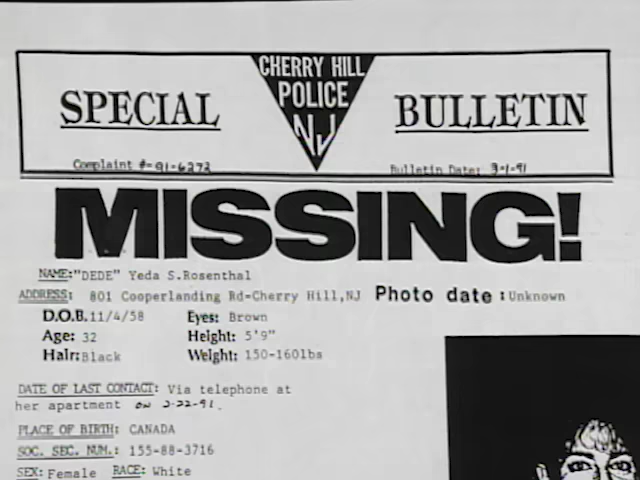 CHERRY HILL
POLICE
NJ
SPECIAL BULLETIN
Complaint #-91-6272 Bulletin Date: 3-1-91
MISSING!
NAME:"DEDE" Yeda S.Rosenthal
ADDRESS: 801 Cooperlanding Rd-Cherry Hill,NJ Photo date :Unknown
D.O.B.11/4/58 Eyes: Brown
Age: 32 Height: 5'9"
Hair:Black Weight: 150-160lbs
DATE OF LAST CONTACT: Via telephone at
her apartment on 2-22-91.
PLACE OF BIRTH: CANADA
SOC. SEC. NUM.: 155-88-3716
SEX: Female RACE: White